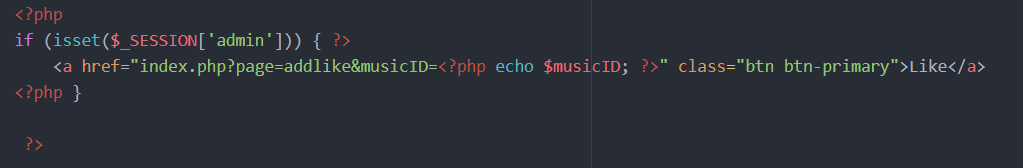 <?php
if (isset($_SESSION['admin'])) { ?>
    <a href="index.php?page=addlike&musicID=<?php echo $musicID; ?>" class="btn btn-primary">Like</a>
<?php }
 ?>